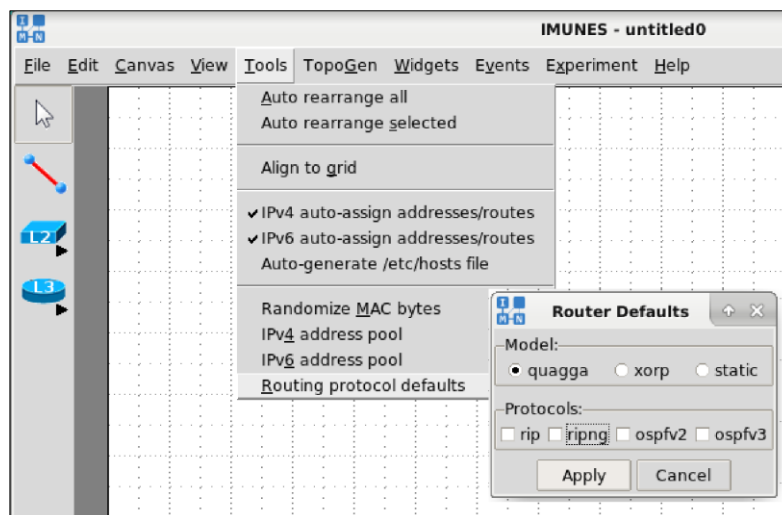 I
M-N
IMUNES - untitled0
File Edit Canvas View Tools TopoGen Widgets Events Experiment Help
Auto rearrange all
Auto rearrange selected
Align to grid
IPv4 auto-assign addresses/routes
IPv6 auto-assign addresses/routes
Auto-generate /etc/hosts file
Randomize MAC bytes
IPv4 address pool
IPv6 address pool
Routing protocol defaults
L2
L3
I
M-N
Router Defaults
Model:
quagga xorp static
Protocols:
rip ripng ospfv2 ospfv3
Apply Cancel